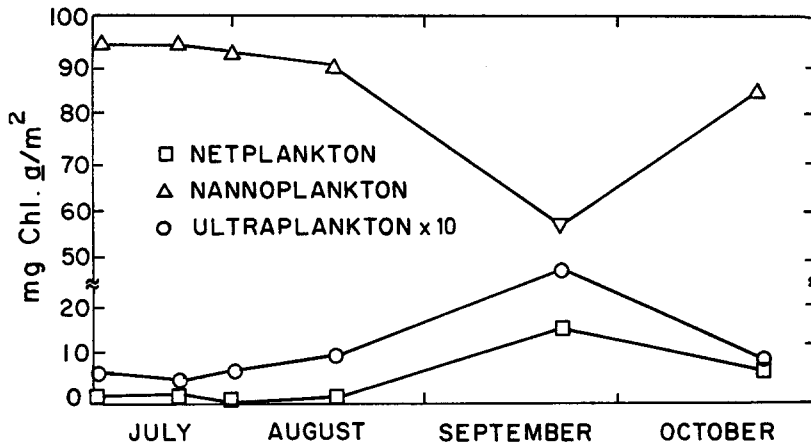 100
90
80
70
60
50
20
10
0
mg Chl. a/m²
NETPLANKTON
NANNOPLANKTON
ULTRAPLANKTON x 10
JULY AUGUST SEPTEMBER OCTOBER